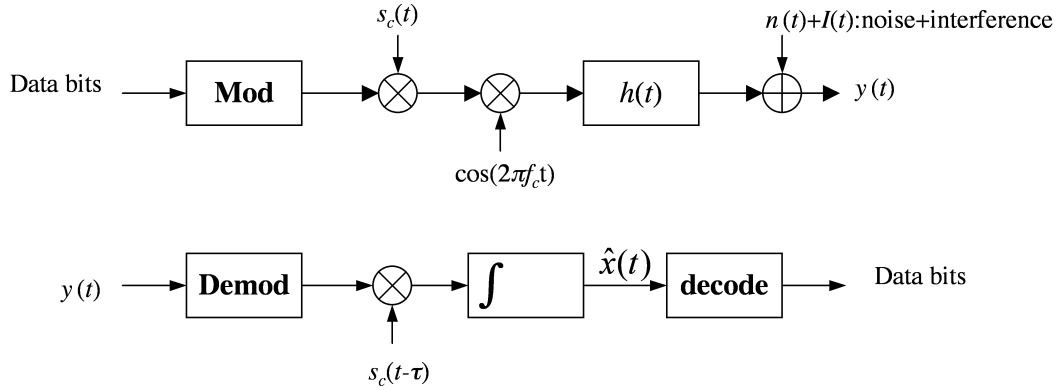 s_c(t)
n(t)+I(t):noise+interference
Data bits
Mod
h(t)
y(t)
cos(2πf_ct)
y(t)
Demod
∫
x̂(t)
decode
Data bits
s_c(t-τ)